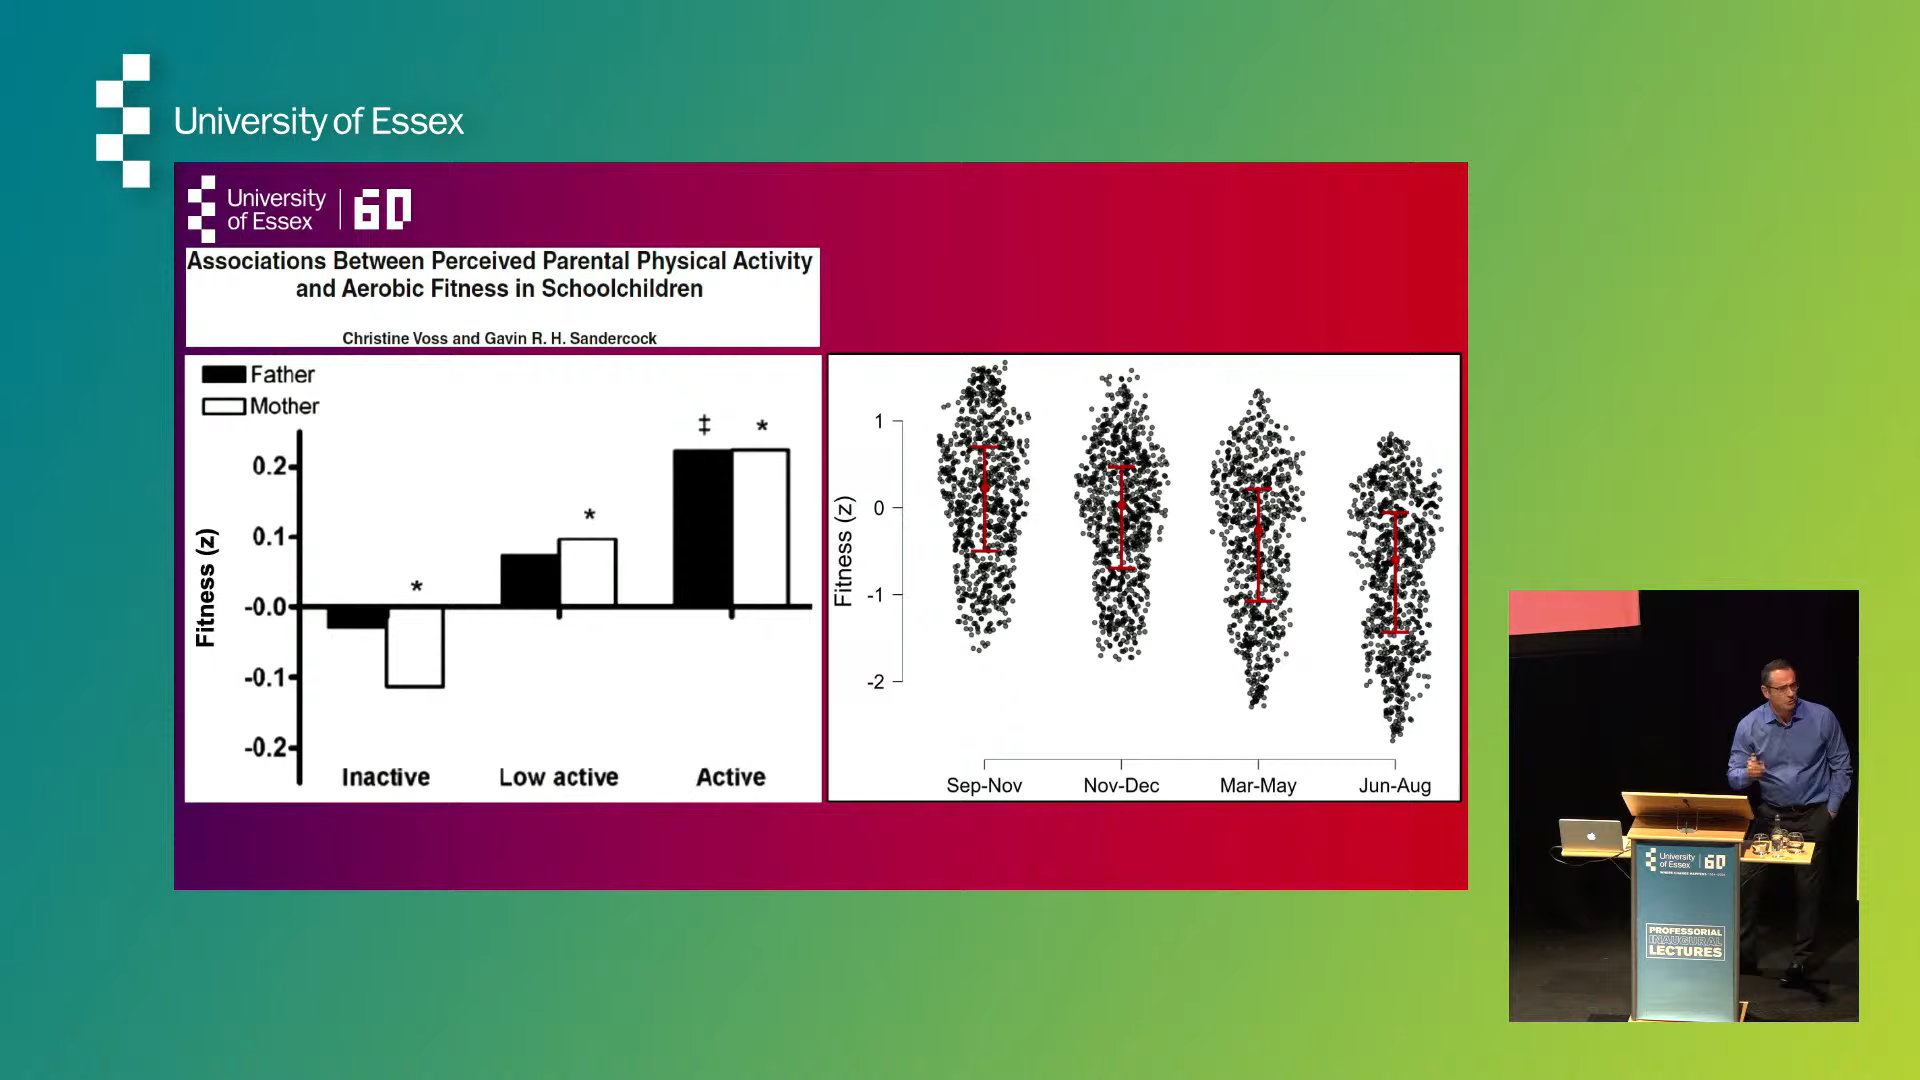 University of Essex
University
of Essex
60
Associations Between Perceived Parental Physical Activity
and Aerobic Fitness in Schoolchildren
Christine Voss and Gavin R. H. Sandercock
Father
Mother
‡
*
*
*
0.2
0.1
-0.0
-0.1
-0.2
Fitness (z)
Inactive
Low active
Active
1
0
-1
-2
Fitness (z)
Sep-Nov
Nov-Dec
Mar-May
Jun-Aug
University
of Essex
60
PROFESSORIAL
INAUGURAL
LECTURES